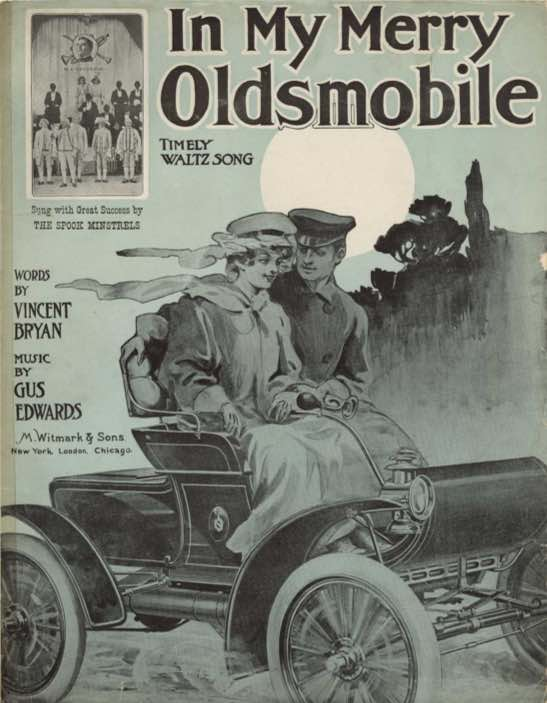 In My Merry
Oldsmobile
TIMELY
WALTZ SONG
Sung with Great Success by
THE SPOOK MINSTRELS
WORDS
BY
VINCENT
BRYAN
MUSIC
BY
GUS
EDWARDS
M. Witmark & Sons
New York, London, Chicago.